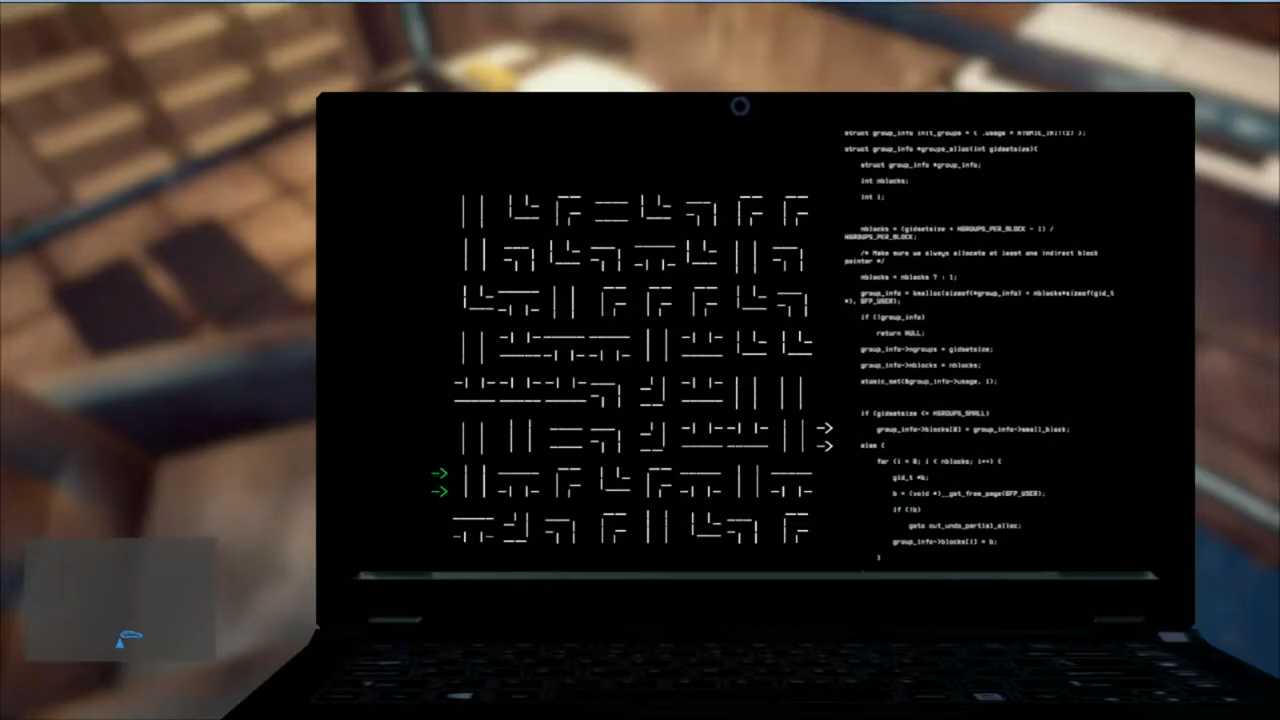 struct group_info init_groups = { .usage = ATOMIC_INIT(2) };
struct group_info *groups_alloc(int gidsetsize){
struct group_info *group_info;
int nblocks;
int i;
nblocks = (gidsetsize + NGROUPS_PER_BLOCK - 1) /
NGROUPS_PER_BLOCK;
/* Make sure we always allocate at least one indirect block
pointer */
nblocks = nblocks ? : 1;
group_info = kmalloc(sizeof(*group_info) + nblocks*sizeof(gid_t
*), GFP_USER);
if (!group_info)
return NULL;
group_info->ngroups = gidsetsize;
group_info->nblocks = nblocks;
atomic_set(&group_info->usage, 1);
if (gidsetsize <= NGROUPS_SMALL)
group_info->blocks[0] = group_info->small_block;
else {
for (i = 0; i < nblocks; i++) {
gid_t *b;
b = (void *)__get_free_page(GFP_USER);
if (!b)
goto out_undo_partial_alloc;
group_info->blocks[i] = b;
}